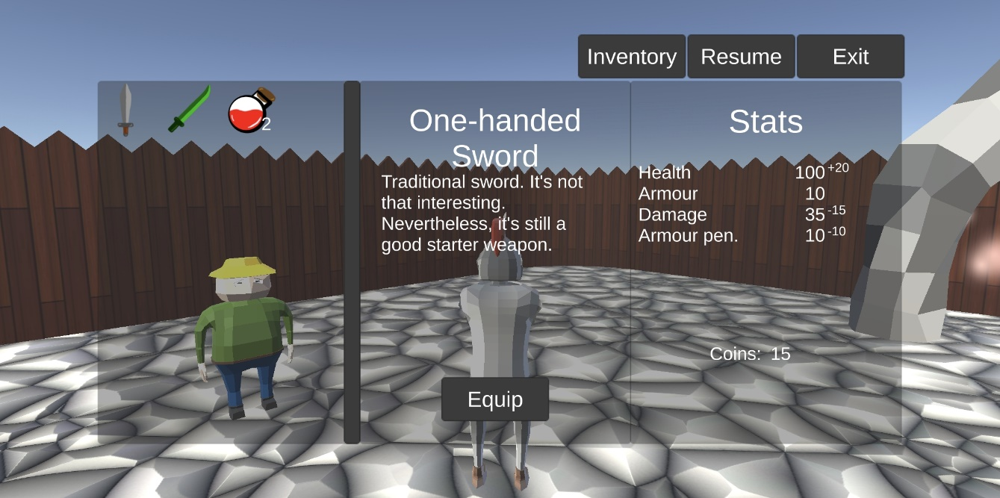 Inventory
Resume
Exit
2
One-handed
Sword
Traditional sword. It's not
that interesting.
Nevertheless, it's still a
good starter weapon.
Equip
Stats
Health 100 +20
Armour 10
Damage 35 -15
Armour pen. 10 -10
Coins: 15